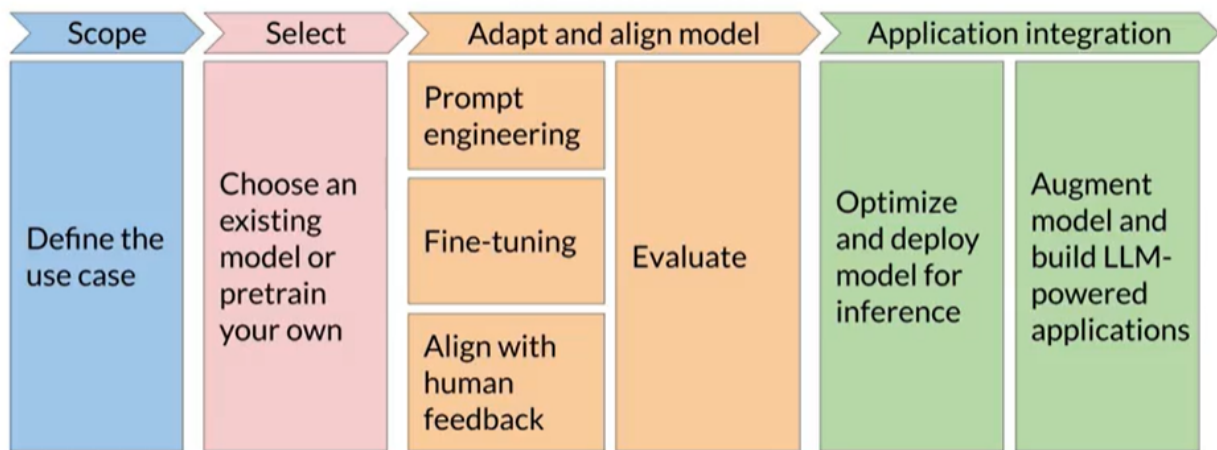 Scope
Select
Adapt and align model
Application integration
Define the
use case
Choose an
existing
model or
pretrain
your own
Prompt
engineering
Fine-tuning
Align with
human
feedback
Evaluate
Optimize
and deploy
model for
inference
Augment
model and
build LLM-
powered
applications